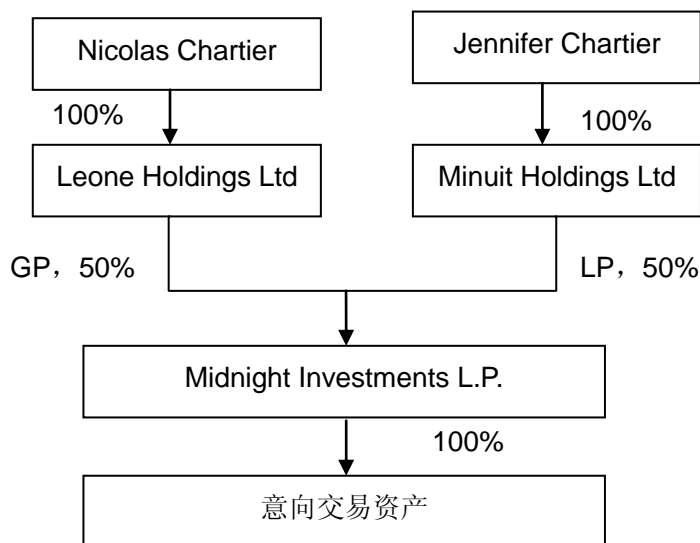 Nicolas Chartier
Jennifer Chartier
100%
100%
Leone Holdings Ltd
Minuit Holdings Ltd
GP，50%
LP，50%
Midnight Investments L.P.
100%
意向交易资产